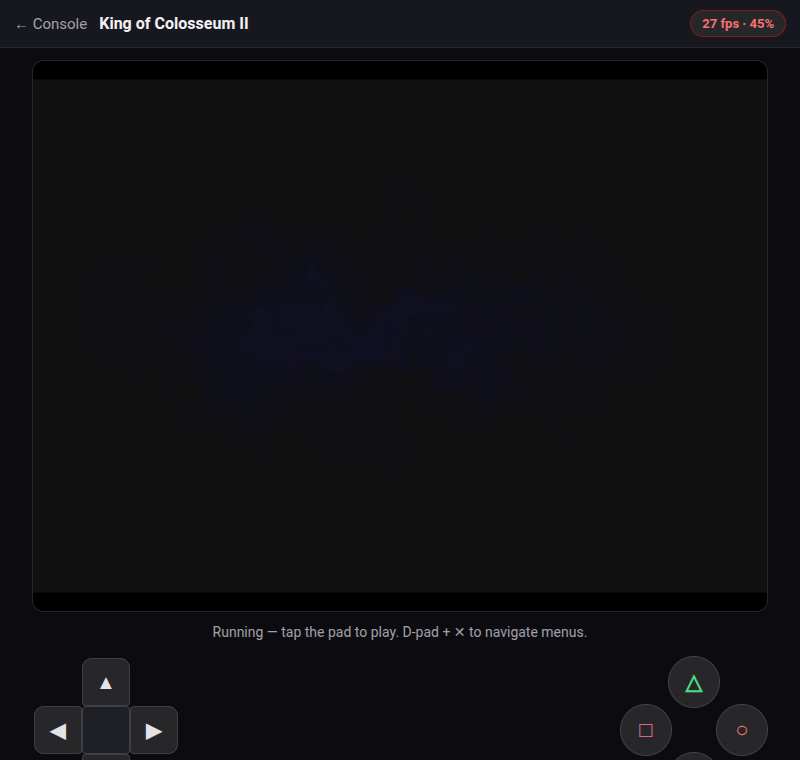 ← Console King of Colosseum II 27 fps · 45%
Running — tap the pad to play. D-pad + ✕ to navigate menus.